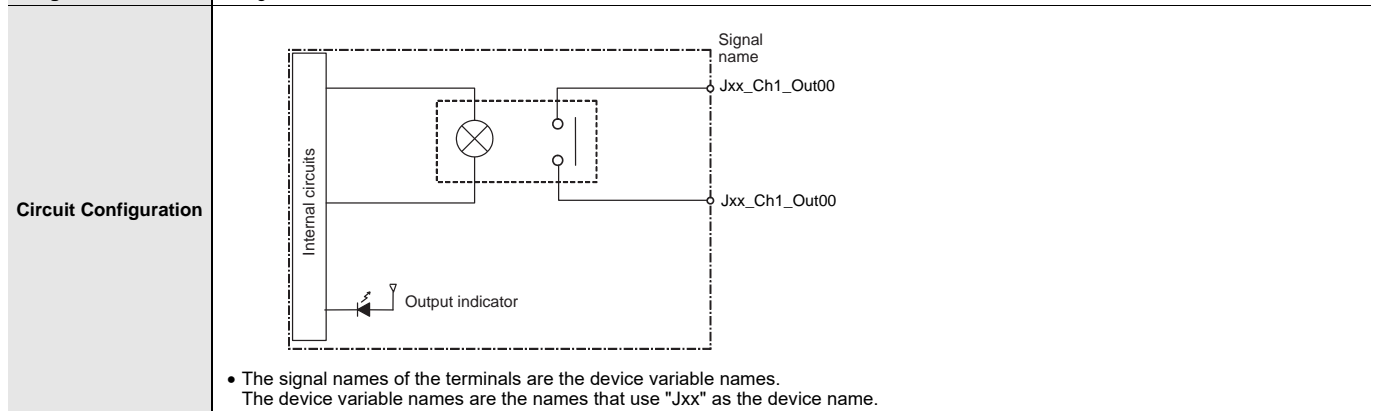 Circuit Configuration
Signal
name
Jxx_Ch1_Out00
Internal circuits
Jxx_Ch1_Out00
Output indicator
• The signal names of the terminals are the device variable names.
The device variable names are the names that use "Jxx" as the device name.